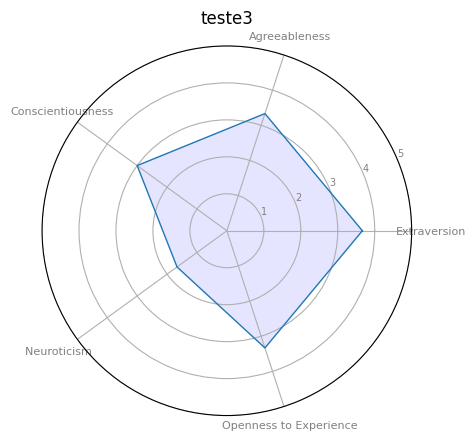 teste3
Agreeableness
Conscientiousness
5
4
3
2
1
Extraversion
Neuroticism
Openness to Experience